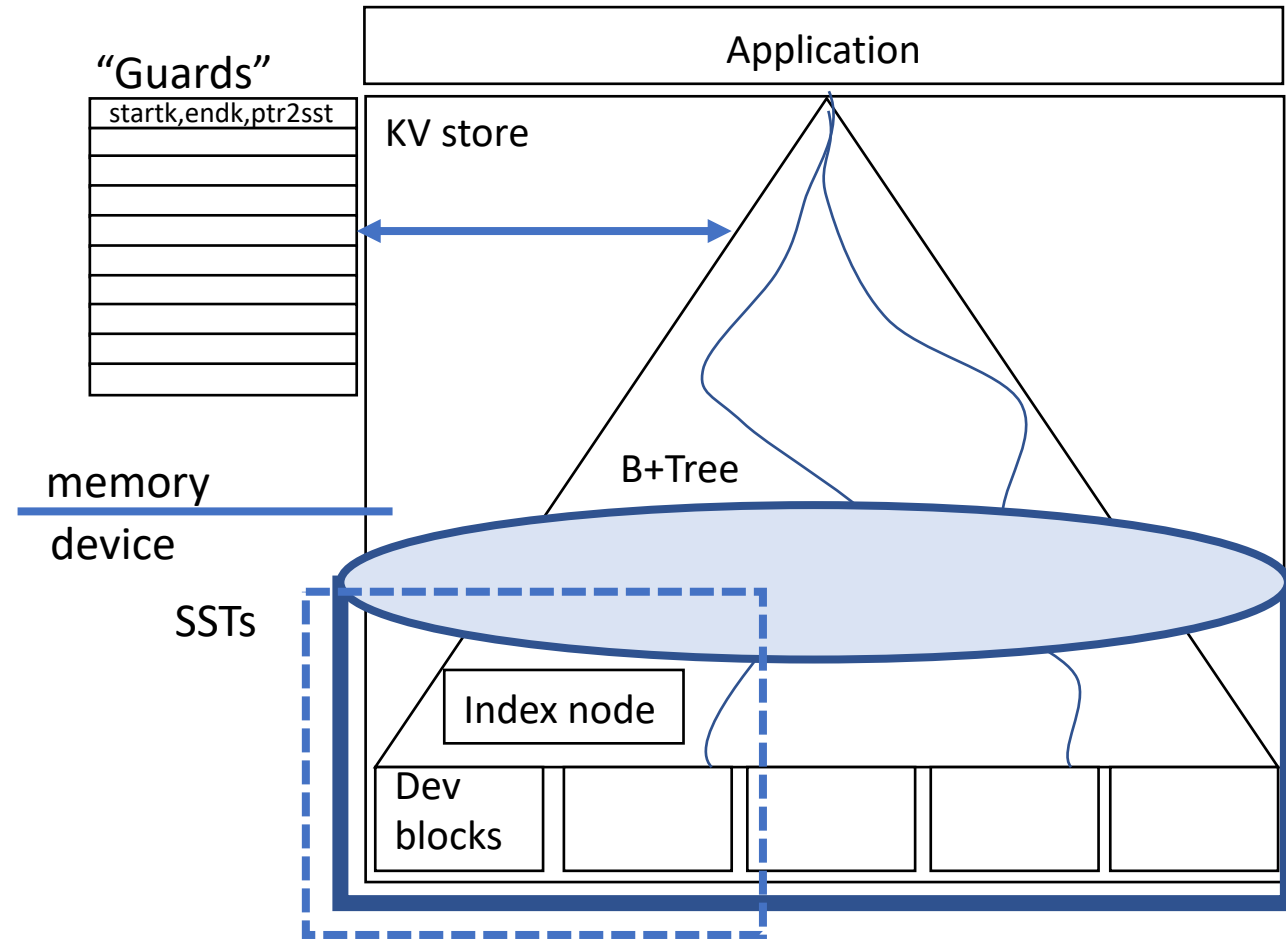 Application
“Guards”
startk,endk,ptr2sst
KV store
B+Tree
memory
device
SSTs
Index node
Dev
blocks